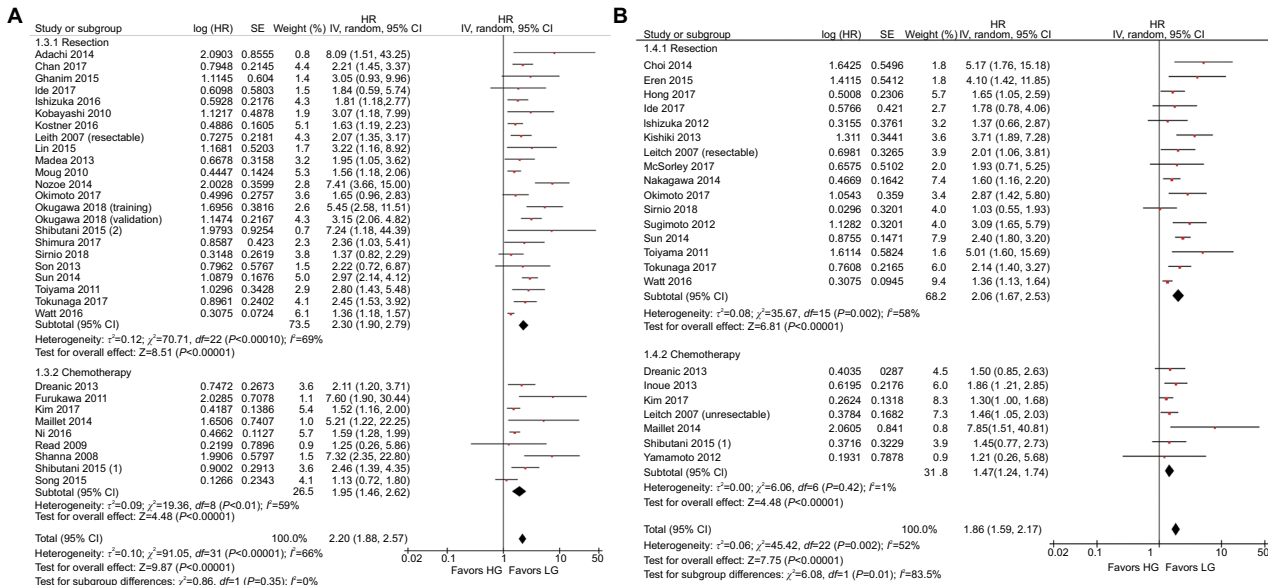 A
HR HR
Study or subgroup log (HR) SE Weight (%) IV, random, 95% CI IV, random, 95% CI
1.3.1 Resection
Adachi 2014 2.0903 0.8555 0.8 8.09 (1.51, 43.25)
Chan 2017 0.7948 0.2145 4.4 2.21 (1.45, 3.37)
Ghanim 2015 1.1145 0.604 1.4 3.05 (0.93, 9.96)
Ide 2017 0.6098 0.5803 1.5 1.84 (0.59, 5.74)
Ishizuka 2016 0.5928 0.2176 4.3 1.81 (1.18,2.77)
Kobayashi 2010 1.1217 0.4878 1.9 3.07 (1.18, 7.99)
Kostner 2016 0.4886 0.1605 5.1 1.63 (1.19, 2.23)
Leith 2007 (resectable) 0.7275 0.2181 4.3 2.07 (1.35, 3.17)
Lin 2015 1.1681 0.5203 1.7 3.22 (1.16, 8.92)
Madea 2013 0.6678 0.3158 3.2 1.95 (1.05, 3.62)
Moug 2010 0.4447 0.1424 5.3 1.56 (1.18, 2.06)
Nozoe 2014 2.0028 0.3599 2.8 7.41 (3.66, 15.00)
Okimoto 2017 0.4996 0.2757 3.6 1.65 (0.96, 2.83)
Okugawa 2018 (training) 1.6956 0.3816 2.6 5.45 (2.58, 11.51)
Okugawa 2018 (validation) 1.1474 0.2167 4.3 3.15 (2.06, 4.82)
Shibutani 2015 (2) 1.9793 0.9254 0.7 7.24 (1.18, 44.39)
Shimura 2017 0.8587 0.423 2.3 2.36 (1.03, 5.41)
Sirnio 2018 0.3148 0.2619 3.8 1.37 (0.82, 2.29)
Son 2013 0.7962 0.5767 1.5 2.22 (0.72, 6.87)
Sun 2014 1.0879 0.1676 5.0 2.97 (2.14, 4.12)
Toiyama 2011 1.0296 0.3428 2.9 2.80 (1.43, 5.48)
Tokunaga 2017 0.8961 0.2402 4.1 2.45 (1.53, 3.92)
Watt 2016 0.3075 0.0724 6.1 1.36 (1.18, 1.57)
Subtotal (95% CI) 73.5 2.30 (1.90, 2.79)
Heterogeneity: τ²=0.12; χ²=70.71, df=22 (P<0.00010); I²=69%
Test for overall effect: Z=8.51 (P<0.00001)
1.3.2 Chemotherapy
Dreanic 2013 0.7472 0.2673 3.6 2.11 (1.20, 3.71)
Furukawa 2011 2.0285 0.7078 1.1 7.60 (1.90, 30.44)
Kim 2017 0.4187 0.1386 5.4 1.52 (1.16, 2.00)
Maillet 2014 1.6506 0.7407 1.0 5.21 (1.22, 22.25)
Ni 2016 0.4662 0.1127 5.7 1.59 (1.28, 1.99)
Read 2009 0.2199 0.7896 0.9 1.25 (0.26, 5.86)
Shanna 2008 1.9906 0.5797 1.5 7.32 (2.35, 22.80)
Shibutani 2015 (1) 0.9002 0.2913 3.6 2.46 (1.39, 4.35)
Song 2015 0.1266 0.2343 4.1 1.13 (0.72, 1.80)
Subtotal (95% CI) 26.5 1.95 (1.46, 2.62)
Heterogeneity: τ²=0.09; χ²=19.36, df=8 (P<0.01); I²=59%
Test for overall effect: Z=4.48 (P<0.00001)
Total (95% CI) 100.0% 2.20 (1.88, 2.57)
Heterogeneity: τ²=0.10; χ²=91.05, df=31 (P<0.00001); I²=66%
Test for overall effect: Z=9.87 (P<0.00001)
Test for subgroup differences: χ²=0.86, df=1 (P=0.35); I²=0%
0.02 0.1 1 10 50
Favors HG Favors LG
B
HR HR
Study or subgroup log (HR) SE Weight (%) IV, random, 95% CI IV, random, 95% CI
1.4.1 Resection
Choi 2014 1.6425 0.5496 1.8 5.17 (1.76, 15.18)
Eren 2015 1.4115 0.5412 1.8 4.10 (1.42, 11.85)
Hong 2017 0.5008 0.2306 5.7 1.65 (1.05, 2.59)
Ide 2017 0.5766 0.421 2.7 1.78 (0.78, 4.06)
Ishizuka 2012 0.3155 0.3761 3.2 1.37 (0.66, 2.87)
Kishiki 2013 1.311 0.3441 3.6 3.71 (1.89, 7.28)
Leitch 2007 (resectable) 0.6981 0.3265 3.9 2.01 (1.06, 3.81)
McSorley 2017 0.6575 0.5102 2.0 1.93 (0.71, 5.25)
Nakagawa 2014 0.4669 0.1642 7.4 1.60 (1.16, 2.20)
Okimoto 2017 1.0543 0.359 3.4 2.87 (1.42, 5.80)
Sirnio 2018 0.0296 0.3201 4.0 1.03 (0.55, 1.93)
Sugimoto 2012 1.1282 0.3201 4.0 3.09 (1.65, 5.79)
Sun 2014 0.8755 0.1471 7.9 2.40 (1.80, 3.20)
Toiyama 2011 1.6114 0.5824 1.6 5.01 (1.60, 15.69)
Tokunaga 2017 0.7608 0.2165 6.0 2.14 (1.40, 3.27)
Watt 2016 0.3075 0.0945 9.4 1.36 (1.13, 1.64)
Subtotal (95% CI) 68.2 2.06 (1.67, 2.53)
Heterogeneity: τ²=0.08; χ²=35.67, df=15 (P=0.002); I²=58%
Test for overall effect: Z=6.81 (P<0.00001)
1.4.2 Chemotherapy
Dreanic 2013 0.4035 0287 4.5 1.50 (0.85, 2.63)
Inoue 2013 0.6195 0.2176 6.0 1.86 (1 .21, 2.85)
Kim 2017 0.2624 0.1318 8.3 1.30(1.00, 1.68)
Leitch 2007 (unresectable) 0.3784 0.1682 7.3 1.46(1.05, 2.03)
Maillet 2014 2.0605 0.841 0.8 7.85(1.51, 40.81)
Shibutani 2015 (1) 0.3716 0.3229 3.9 1.45(0.77, 2.73)
Yamamoto 2012 0.1931 0.7878 0.9 1.21 (0.26, 5.68)
Subtotal (95% CI) 31 .8 1.47(1.24, 1.74)
Heterogeneity: τ²=0.00; χ²=6.06, df=6 (P=0.42); I²=1%
Test for overall effect: Z=4.48 (P<0.00001)
Total (95% CI) 100.0% 1.86 (1.59, 2.17)
Heterogeneity: τ²=0.06; χ²=45.42, df=22 (P=0.002); I²=52%
Test for overall effect: Z=7.75 (P<0.00001)
Test for subgroup differences: χ²=6.08, df=1 (P=0.01); I²=83.5%
0.02 0.1 1 10 50
Favors HG Favors LG